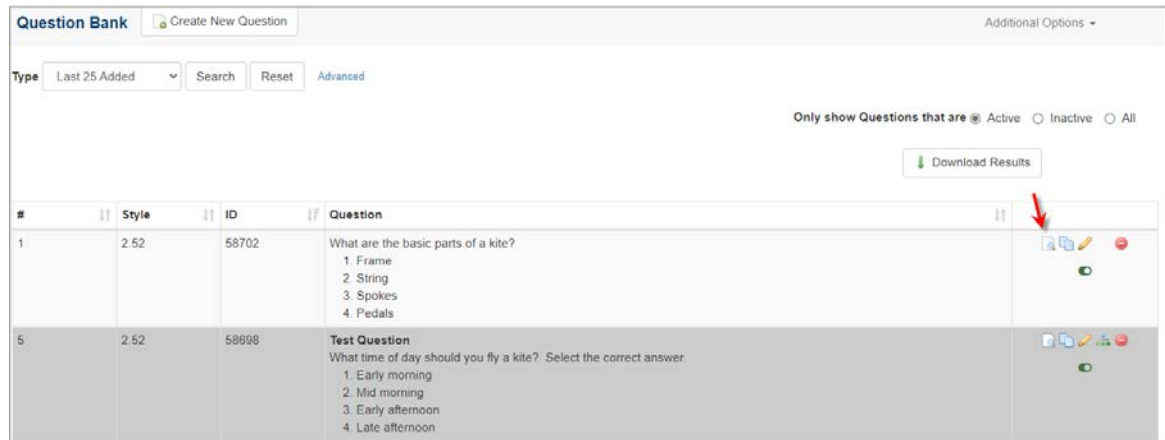 Question Bank Create New Question Additional Options
Type Last 25 Added Search Reset Advanced
Only show Questions that are Active Inactive All
Download Results
# Style ID Question
1 2.52 58702 What are the basic parts of a kite?
1. Frame
2. String
3. Spokes
4. Pedals
5 2.52 58698 Test Question
What time of day should you fly a kite? Select the correct answer.
1. Early morning
2. Mid morning
3. Early afternoon
4. Late afternoon